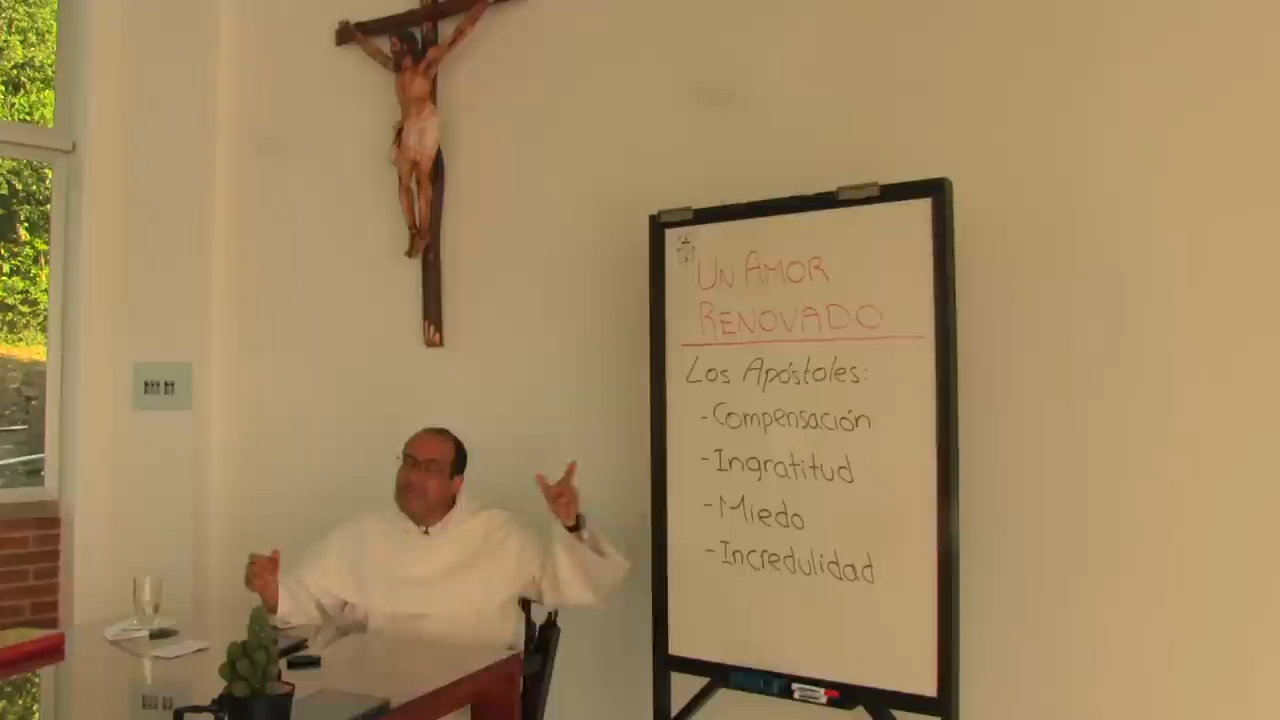 UN AMOR
RENOVADO
Los Apóstoles:
- Compensación
- Ingratitud
- Miedo
- Incredulidad